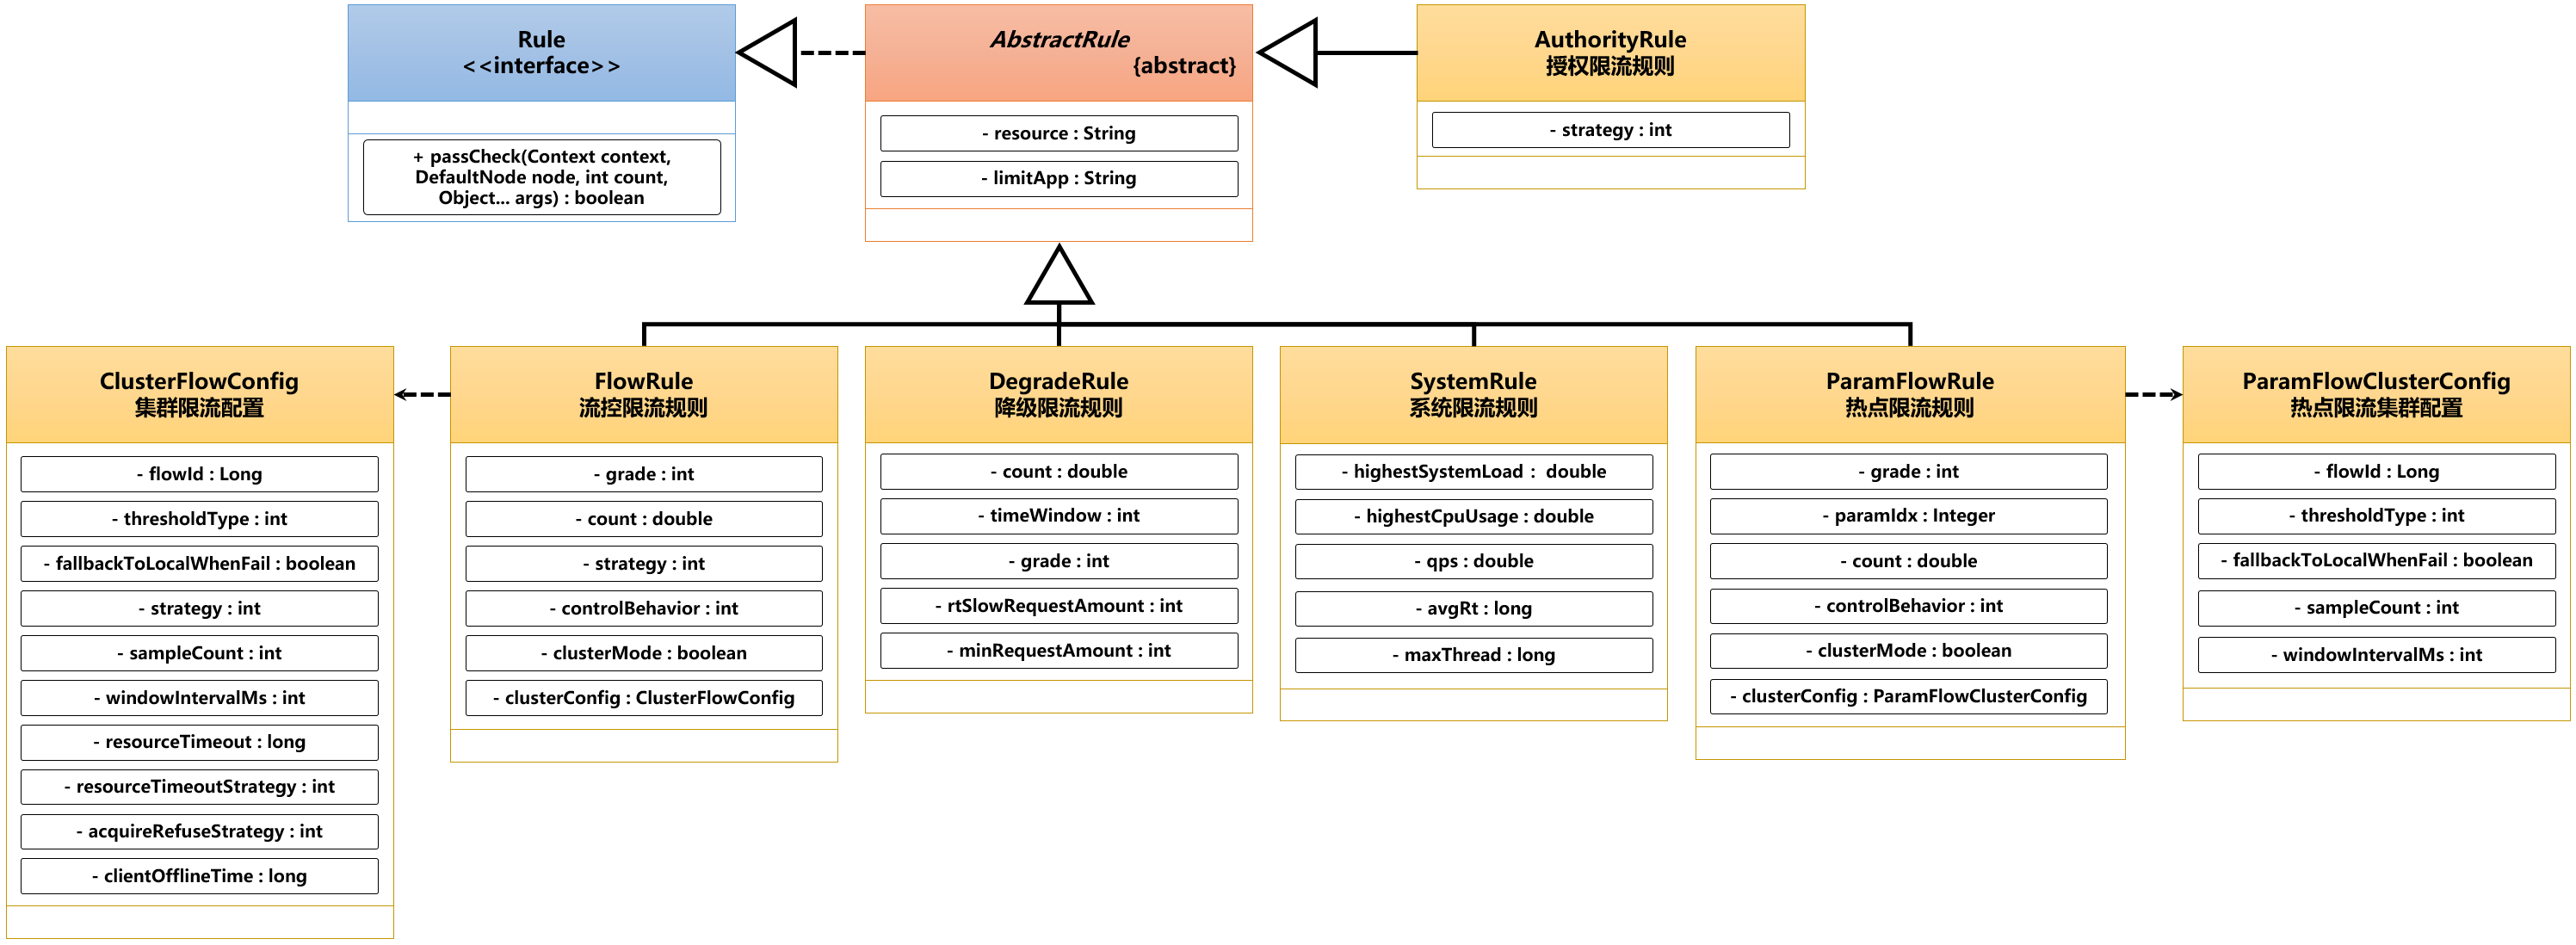 Rule
<<interface>>
+ passCheck(Context context,
DefaultNode node, int count,
Object... args) : boolean
AbstractRule
{abstract}
- resource : String
- limitApp : String
AuthorityRule
授权限流规则
- strategy : int
ClusterFlowConfig
集群限流配置
- flowId : Long
- thresholdType : int
- fallbackToLocalWhenFail : boolean
- strategy : int
- sampleCount : int
- windowIntervalMs : int
- resourceTimeout : long
- resourceTimeoutStrategy : int
- acquireRefuseStrategy : int
- clientOfflineTime : long
FlowRule
流控限流规则
- grade : int
- count : double
- strategy : int
- controlBehavior : int
- clusterMode : boolean
- clusterConfig : ClusterFlowConfig
DegradeRule
降级限流规则
- count : double
- timeWindow : int
- grade : int
- rtSlowRequestAmount : int
- minRequestAmount : int
SystemRule
系统限流规则
- highestSystemLoad : double
- highestCpuUsage : double
- qps : double
- avgRt : long
- maxThread : long
ParamFlowRule
热点限流规则
- grade : int
- paramIdx : Integer
- count : double
- controlBehavior : int
- clusterMode : boolean
- clusterConfig : ParamFlowClusterConfig
ParamFlowClusterConfig
热点限流集群配置
- flowId : Long
- thresholdType : int
- fallbackToLocalWhenFail : boolean
- sampleCount : int
- windowIntervalMs : int